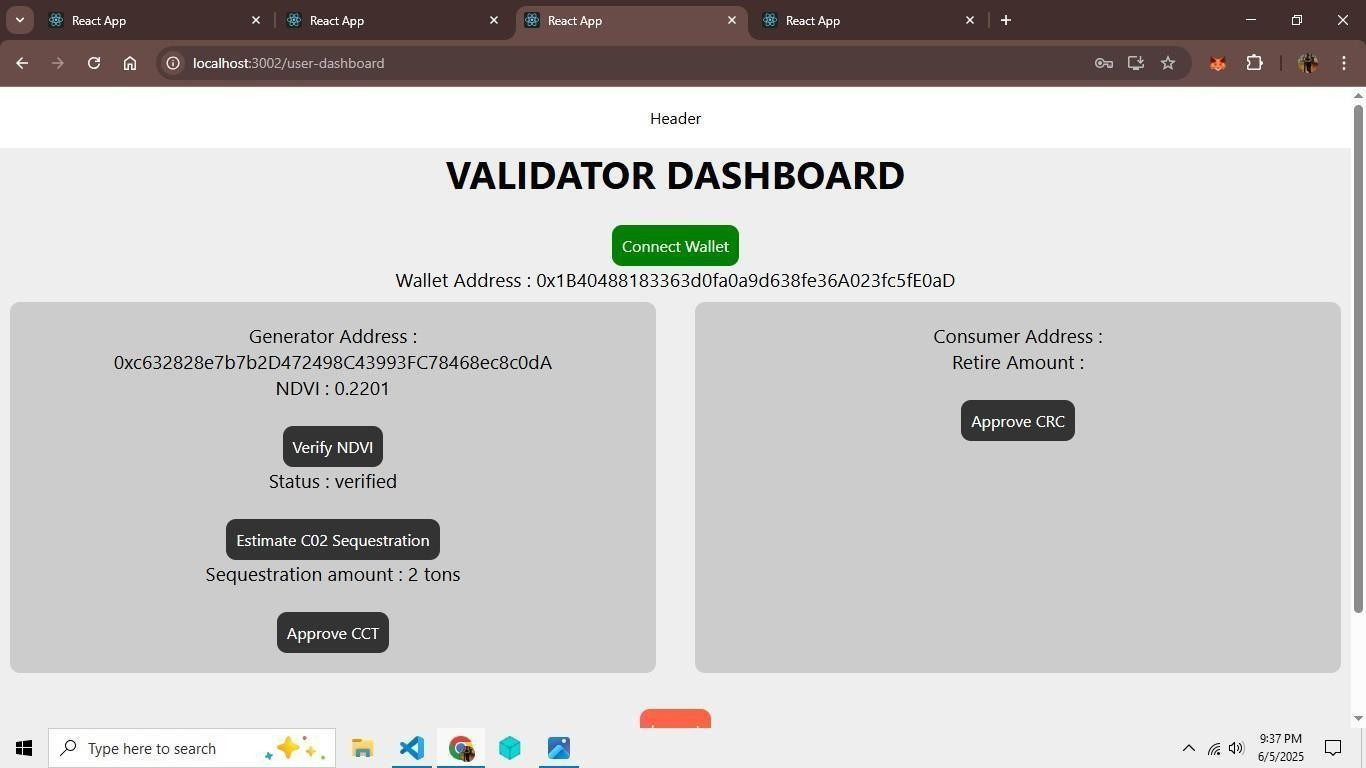 React App
React App
React App
React App
localhost:3002/user-dashboard
Header
VALIDATOR DASHBOARD
Connect Wallet
Wallet Address : 0x1B40488183363d0fa0a9d638fe36A023fc5fE0aD
Generator Address :
0xc632828e7b7b2D472498C43993FC78468ec8c0dA
NDVI : 0.2201
Verify NDVI
Status : verified
Estimate C02 Sequestration
Sequestration amount : 2 tons
Approve CCT
Consumer Address :
Retire Amount :
Approve CRC
Type here to search
9:37 PM
6/5/2025